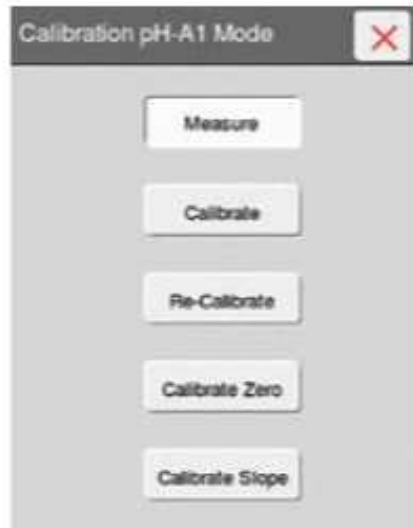 Calibration pH-A1 Mode
Measure
Calibrate
Re-Calibrate
Calibrate Zero
Calibrate Slope